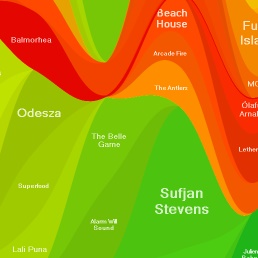 Beach
House
Fu
Isla
Balmorhea
Arcade Fire
The Antlers
MC
Ólaf
Arnal
Odesza
The Belle
Game
Lether
Superfood
Sufjan
Stevens
Alarm Will
Sound
Lali Puna
Julien